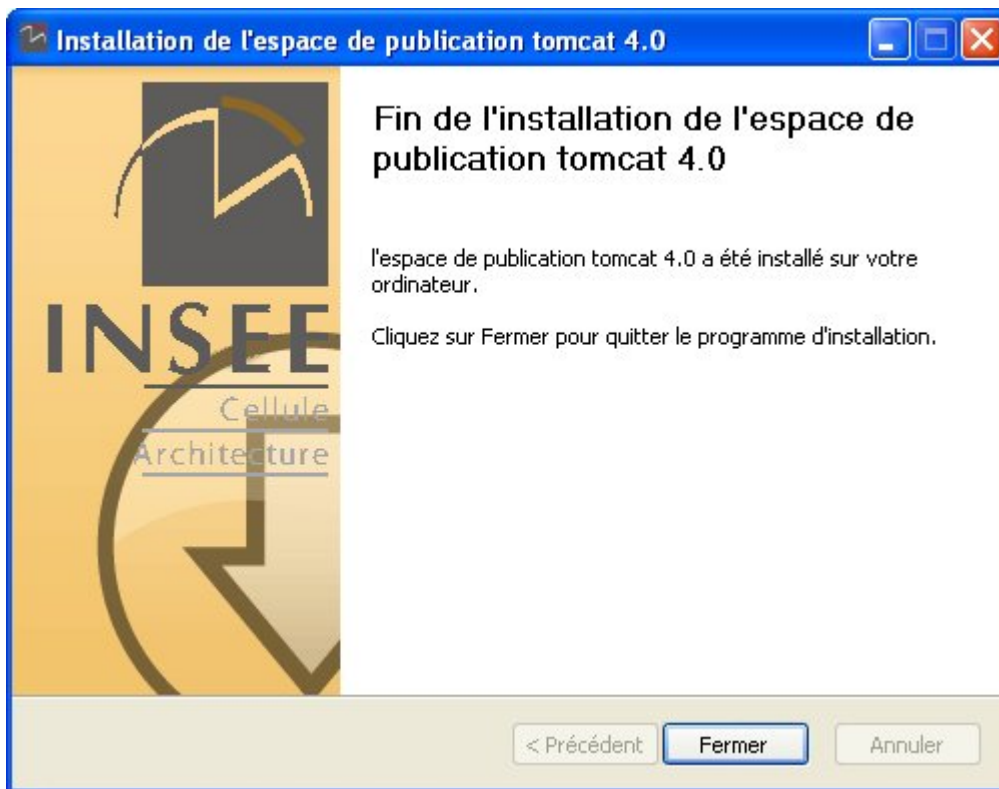 Installation de l'espace de publication tomcat 4.0
INSEE
Cellule
Architecture
Fin de l'installation de l'espace de
publication tomcat 4.0
l'espace de publication tomcat 4.0 a été installé sur votre
ordinateur.
Cliquez sur Fermer pour quitter le programme d'installation.
< Précédent
Fermer
Annuler